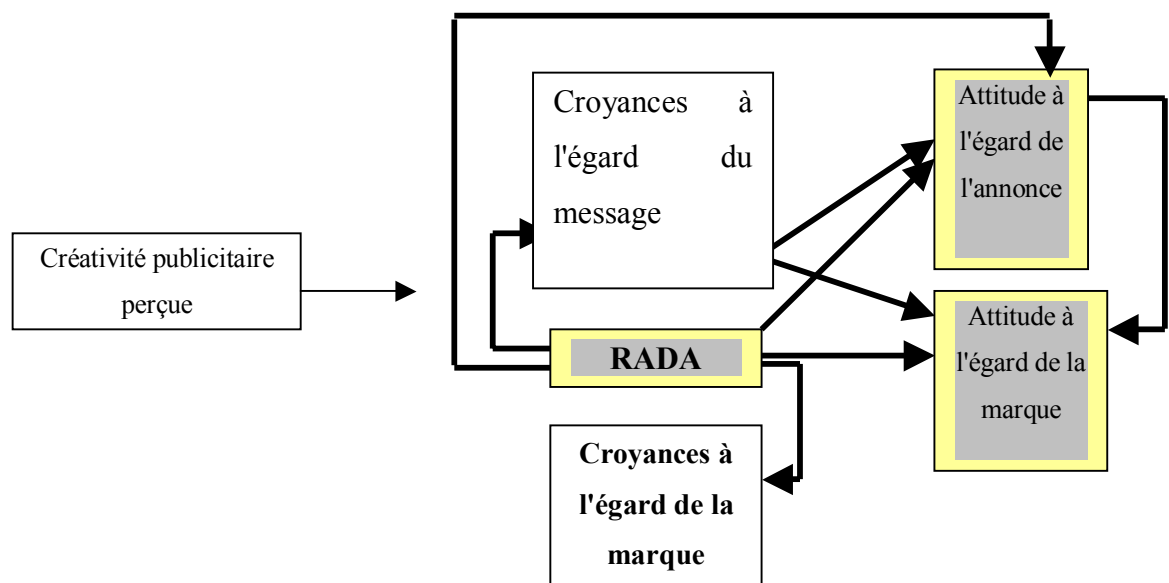 Créativité publicitaire
perçue
Croyances à
l'égard du
message
RADA
Croyances à
l'égard de la
marque
Attitude à
l'égard de
l'annonce
Attitude à
l'égard de la
marque